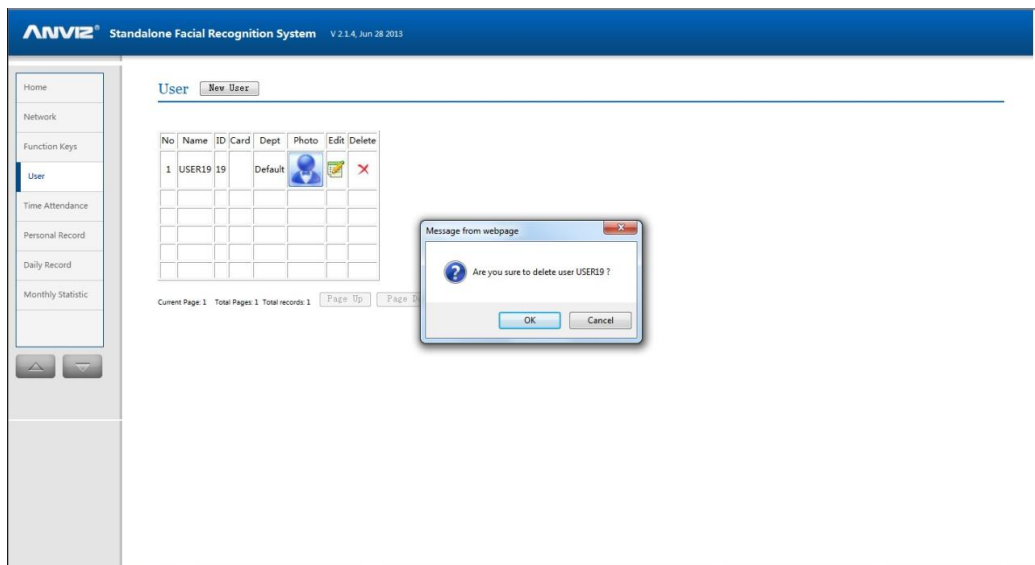 ANVIZ® Standalone Facial Recognition System V 2.1.4, Jun 28 2013
Home
Network
Function Keys
User
Time Attendance
Personal Record
Daily Record
Monthly Statistic
User New User
No Name ID Card Dept Photo Edit Delete
1 USER19 19 Default
Current Page: 1 Total Pages: 1 Total records: 1 Page Up Page D
Message from webpage
Are you sure to delete user USER19 ?
OK Cancel